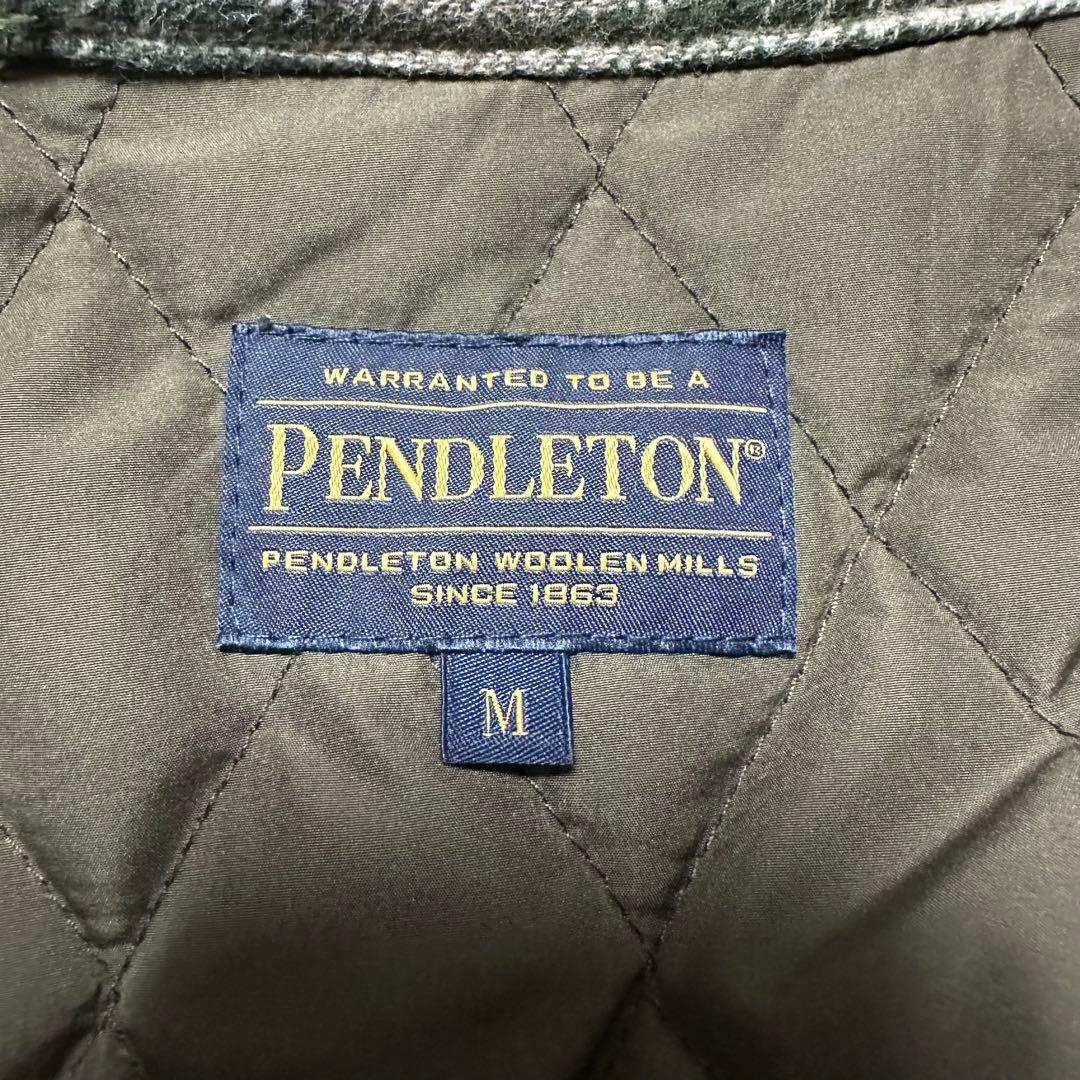 WARRANTED TO BE A
PENDLETON®
PENDLETON WOOLEN MILLS
SINCE 1863
M